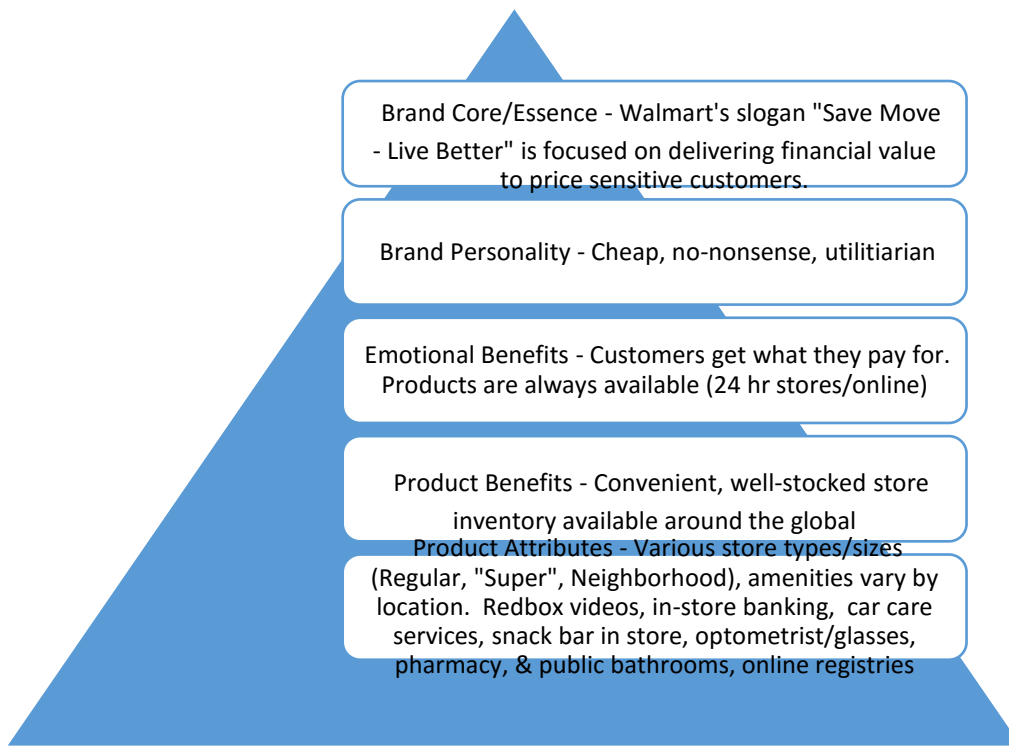 Brand Core/Essence - Walmart's slogan "Save Move
- Live Better" is focused on delivering financial value
to price sensitive customers.
Brand Personality - Cheap, no-nonsense, utilitiarian
Emotional Benefits - Customers get what they pay for.
Products are always available (24 hr stores/online)
Product Benefits - Convenient, well-stocked store
inventory available around the global
Product Attributes - Various store types/sizes
(Regular, "Super", Neighborhood), amenities vary by
location.  Redbox videos, in-store banking,  car care
services, snack bar in store, optometrist/glasses,
pharmacy, & public bathrooms, online registries